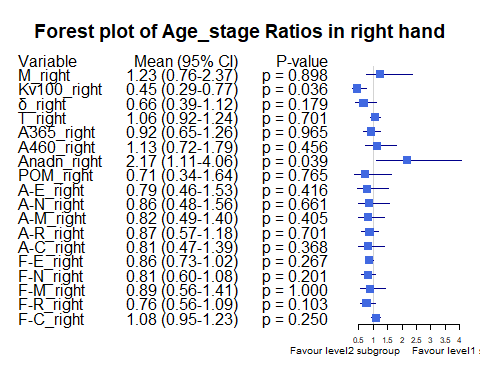 Forest plot of Age_stage Ratios in right hand
Variable Mean (95% CI) P-value
M_right 1.23 (0.76-2.37) p = 0.898
Kv100_right 0.45 (0.29-0.77) p = 0.036
δ_right 0.66 (0.39-1.12) p = 0.179
T_right 1.06 (0.92-1.24) p = 0.701
A365_right 0.92 (0.65-1.26) p = 0.965
A460_right 1.13 (0.72-1.79) p = 0.456
Anadn_right 2.17 (1.11-4.06) p = 0.039
POM_right 0.71 (0.34-1.64) p = 0.765
A-E_right 0.79 (0.46-1.53) p = 0.416
A-N_right 0.86 (0.48-1.56) p = 0.661
A-M_right 0.82 (0.49-1.40) p = 0.405
A-R_right 0.87 (0.57-1.18) p = 0.701
A-C_right 0.81 (0.47-1.39) p = 0.368
F-E_right 0.86 (0.73-1.02) p = 0.267
F-N_right 0.81 (0.60-1.08) p = 0.201
F-M_right 0.89 (0.56-1.41) p = 1.000
F-R_right 0.76 (0.56-1.09) p = 0.103
F-C_right 1.08 (0.95-1.23) p = 0.250
0.5 1 1.5 2 2.5 3 3.5 4
Favour level2 subgroup Favour level1 s